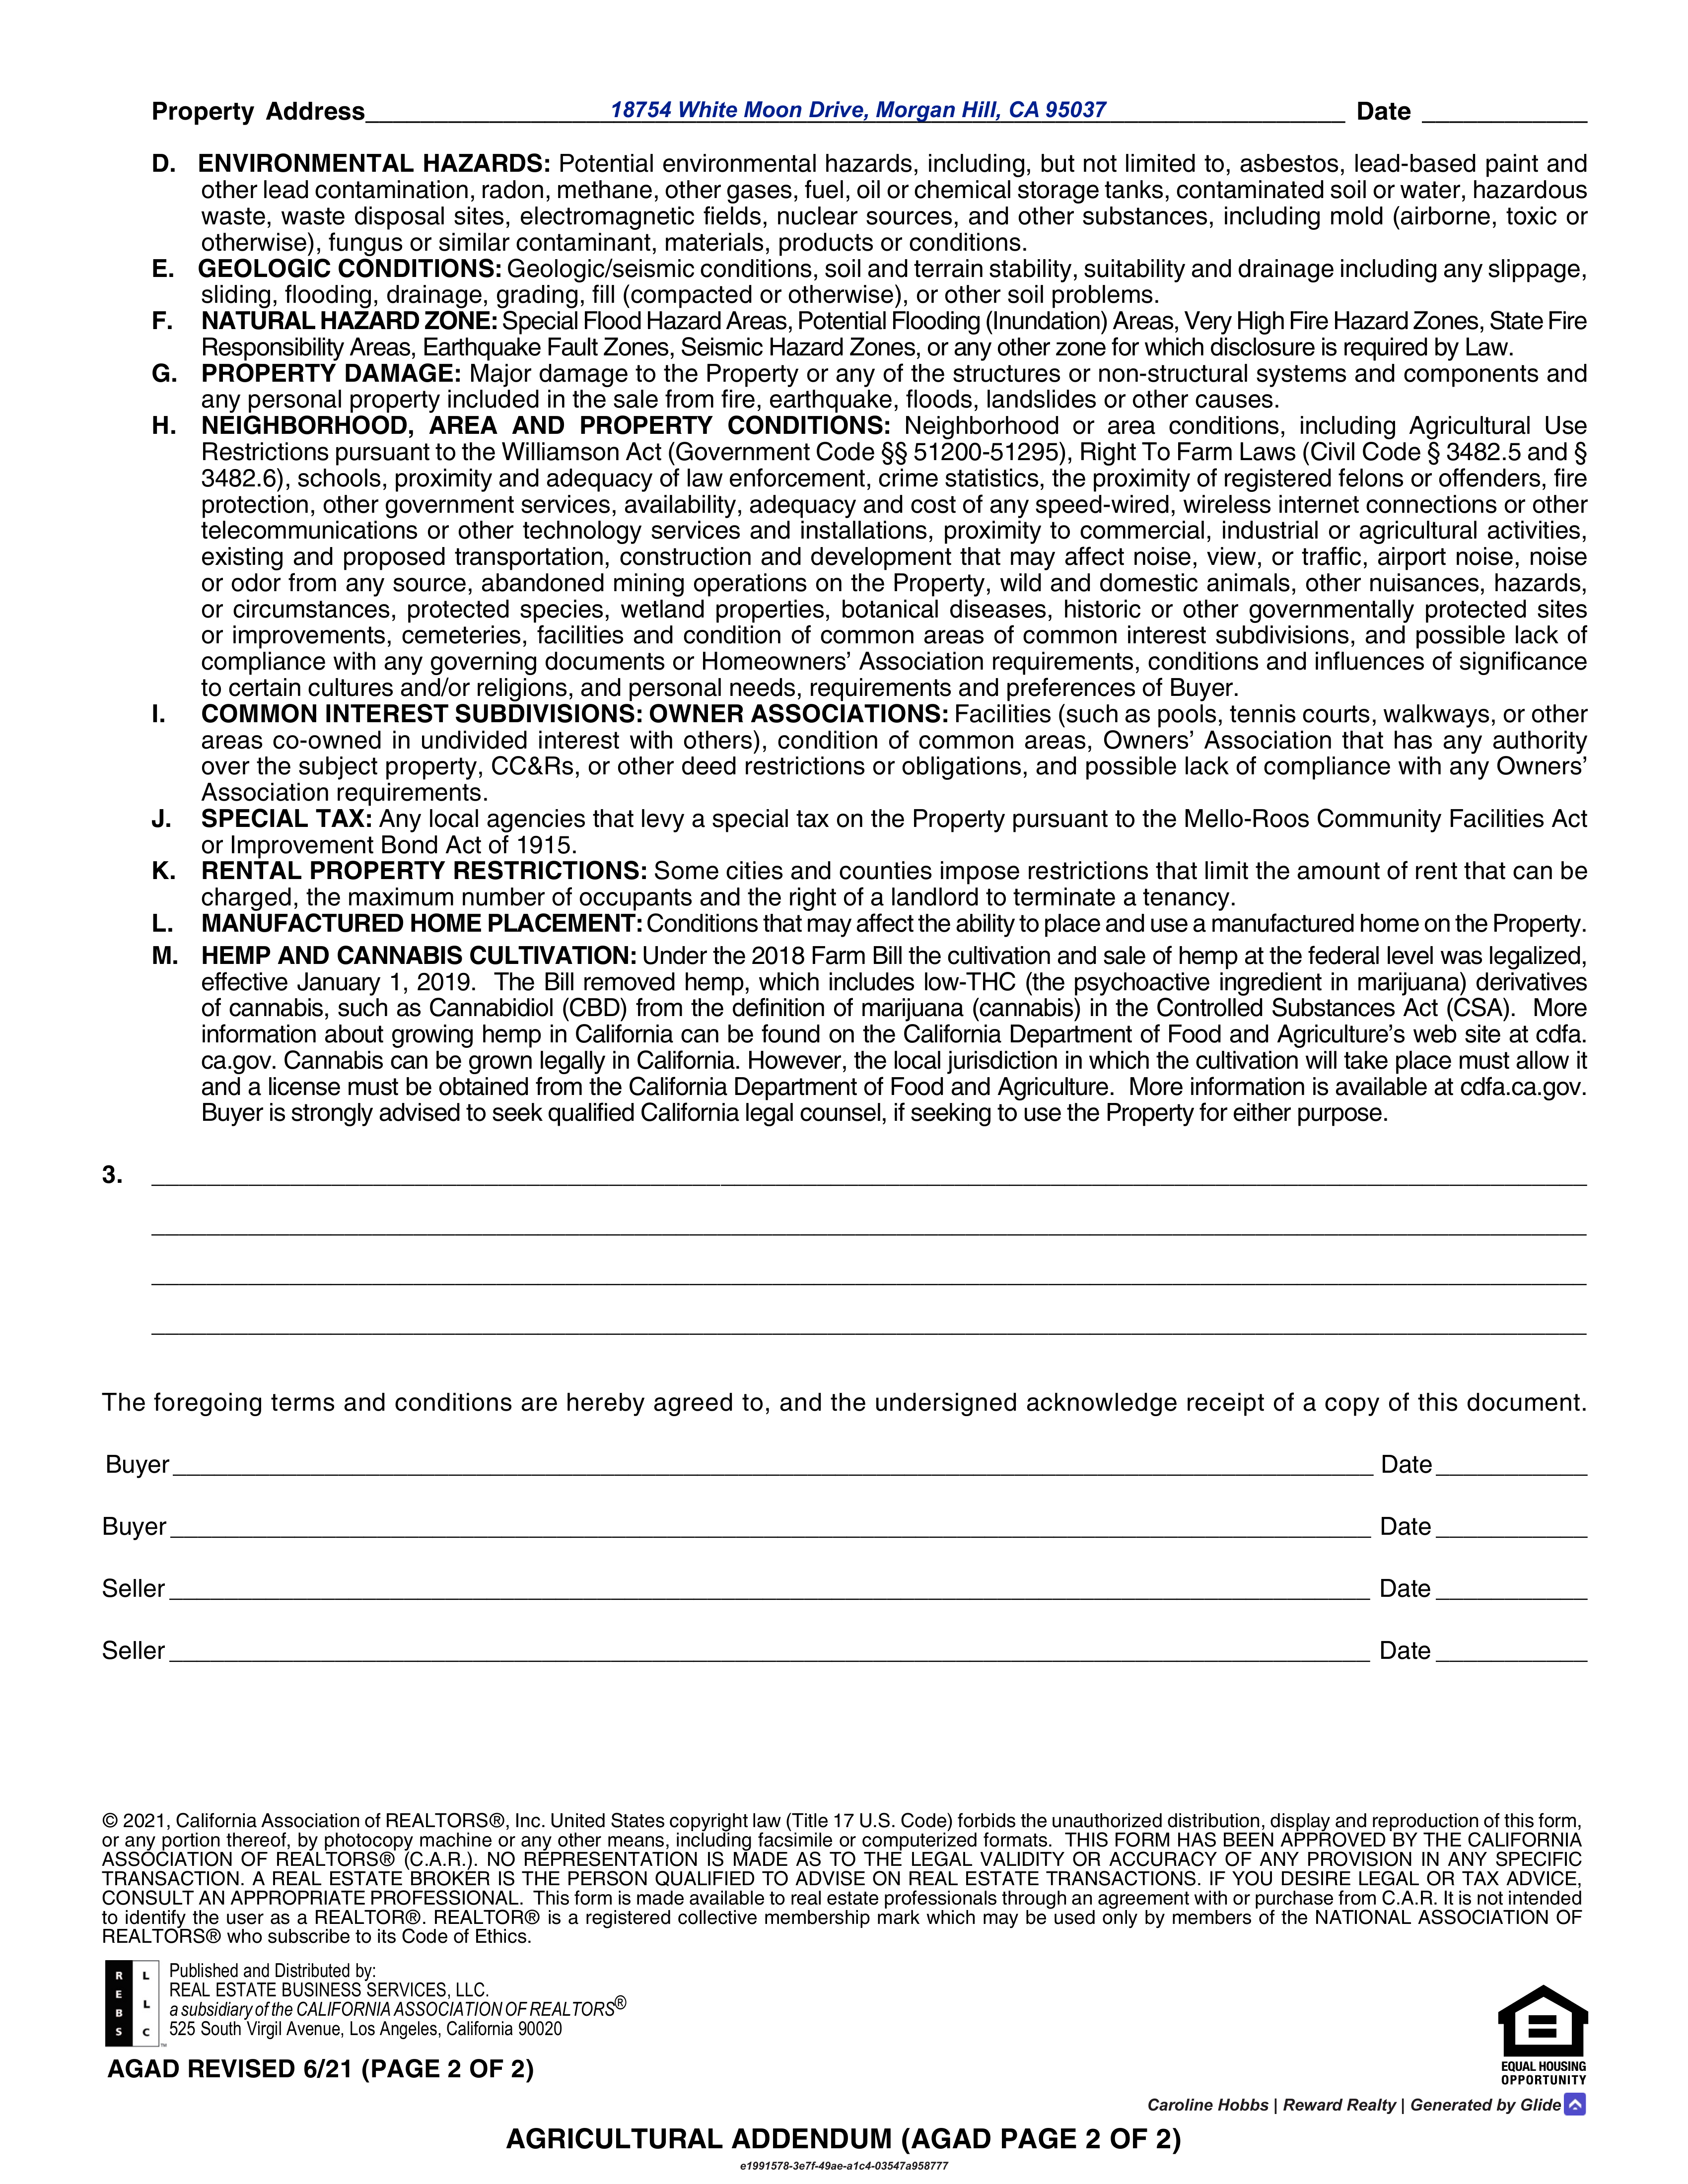 Property Address 18754 White Moon Drive, Morgan Hill, CA 95037 Date
D. ENVIRONMENTAL HAZARDS: Potential environmental hazards, including, but not limited to, asbestos, lead-based paint and
other lead contamination, radon, methane, other gases, fuel, oil or chemical storage tanks, contaminated soil or water, hazardous
waste, waste disposal sites, electromagnetic fields, nuclear sources, and other substances, including mold (airborne, toxic or
otherwise), fungus or similar contaminant, materials, products or conditions.
E. GEOLOGIC CONDITIONS: Geologic/seismic conditions, soil and terrain stability, suitability and drainage including any slippage,
sliding, flooding, drainage, grading, fill (compacted or otherwise), or other soil problems.
F. NATURAL HAZARD ZONE: Special Flood Hazard Areas, Potential Flooding (Inundation) Areas, Very High Fire Hazard Zones, State Fire
Responsibility Areas, Earthquake Fault Zones, Seismic Hazard Zones, or any other zone for which disclosure is required by Law.
G. PROPERTY DAMAGE: Major damage to the Property or any of the structures or non-structural systems and components and
any personal property included in the sale from fire, earthquake, floods, landslides or other causes.
H. NEIGHBORHOOD, AREA AND PROPERTY CONDITIONS: Neighborhood or area conditions, including Agricultural Use
Restrictions pursuant to the Williamson Act (Government Code §§ 51200-51295), Right To Farm Laws (Civil Code § 3482.5 and §
3482.6), schools, proximity and adequacy of law enforcement, crime statistics, the proximity of registered felons or offenders, fire
protection, other government services, availability, adequacy and cost of any speed-wired, wireless internet connections or other
telecommunications or other technology services and installations, proximity to commercial, industrial or agricultural activities,
existing and proposed transportation, construction and development that may affect noise, view, or traffic, airport noise, noise
or odor from any source, abandoned mining operations on the Property, wild and domestic animals, other nuisances, hazards,
or circumstances, protected species, wetland properties, botanical diseases, historic or other governmentally protected sites
or improvements, cemeteries, facilities and condition of common areas of common interest subdivisions, and possible lack of
compliance with any governing documents or Homeowners’ Association requirements, conditions and influences of significance
to certain cultures and/or religions, and personal needs, requirements and preferences of Buyer.
I. COMMON INTEREST SUBDIVISIONS: OWNER ASSOCIATIONS: Facilities (such as pools, tennis courts, walkways, or other
areas co-owned in undivided interest with others), condition of common areas, Owners’ Association that has any authority
over the subject property, CC&Rs, or other deed restrictions or obligations, and possible lack of compliance with any Owners’
Association requirements.
J. SPECIAL TAX: Any local agencies that levy a special tax on the Property pursuant to the Mello-Roos Community Facilities Act
or Improvement Bond Act of 1915.
K. RENTAL PROPERTY RESTRICTIONS: Some cities and counties impose restrictions that limit the amount of rent that can be
charged, the maximum number of occupants and the right of a landlord to terminate a tenancy.
L. MANUFACTURED HOME PLACEMENT: Conditions that may affect the ability to place and use a manufactured home on the Property.
M. HEMP AND CANNABIS CULTIVATION: Under the 2018 Farm Bill the cultivation and sale of hemp at the federal level was legalized,
effective January 1, 2019. The Bill removed hemp, which includes low-THC (the psychoactive ingredient in marijuana) derivatives
of cannabis, such as Cannabidiol (CBD) from the definition of marijuana (cannabis) in the Controlled Substances Act (CSA). More
information about growing hemp in California can be found on the California Department of Food and Agriculture’s web site at cdfa.
ca.gov. Cannabis can be grown legally in California. However, the local jurisdiction in which the cultivation will take place must allow it
and a license must be obtained from the California Department of Food and Agriculture. More information is available at cdfa.ca.gov.
Buyer is strongly advised to seek qualified California legal counsel, if seeking to use the Property for either purpose.
3.
The foregoing terms and conditions are hereby agreed to, and the undersigned acknowledge receipt of a copy of this document.
Buyer Date
Buyer Date
Seller Date
Seller Date
© 2021, California Association of REALTORS®, Inc. United States copyright law (Title 17 U.S. Code) forbids the unauthorized distribution, display and reproduction of this form,
or any portion thereof, by photocopy machine or any other means, including facsimile or computerized formats. THIS FORM HAS BEEN APPROVED BY THE CALIFORNIA
ASSOCIATION OF REALTORS® (C.A.R.). NO REPRESENTATION IS MADE AS TO THE LEGAL VALIDITY OR ACCURACY OF ANY PROVISION IN ANY SPECIFIC
TRANSACTION. A REAL ESTATE BROKER IS THE PERSON QUALIFIED TO ADVISE ON REAL ESTATE TRANSACTIONS. IF YOU DESIRE LEGAL OR TAX ADVICE,
CONSULT AN APPROPRIATE PROFESSIONAL. This form is made available to real estate professionals through an agreement with or purchase from C.A.R. It is not intended
to identify the user as a REALTOR®. REALTOR® is a registered collective membership mark which may be used only by members of the NATIONAL ASSOCIATION OF
REALTORS® who subscribe to its Code of Ethics.
REBS LLC™
Published and Distributed by:
REAL ESTATE BUSINESS SERVICES, LLC.
a subsidiary of the CALIFORNIA ASSOCIATION OF REALTORS®
525 South Virgil Avenue, Los Angeles, California 90020
AGAD REVISED 6/21 (PAGE 2 OF 2)
EQUAL HOUSING
OPPORTUNITY
Caroline Hobbs | Reward Realty | Generated by Glide
AGRICULTURAL ADDENDUM (AGAD PAGE 2 OF 2)
e1991578-3e7f-49ae-a1c4-03547a958777